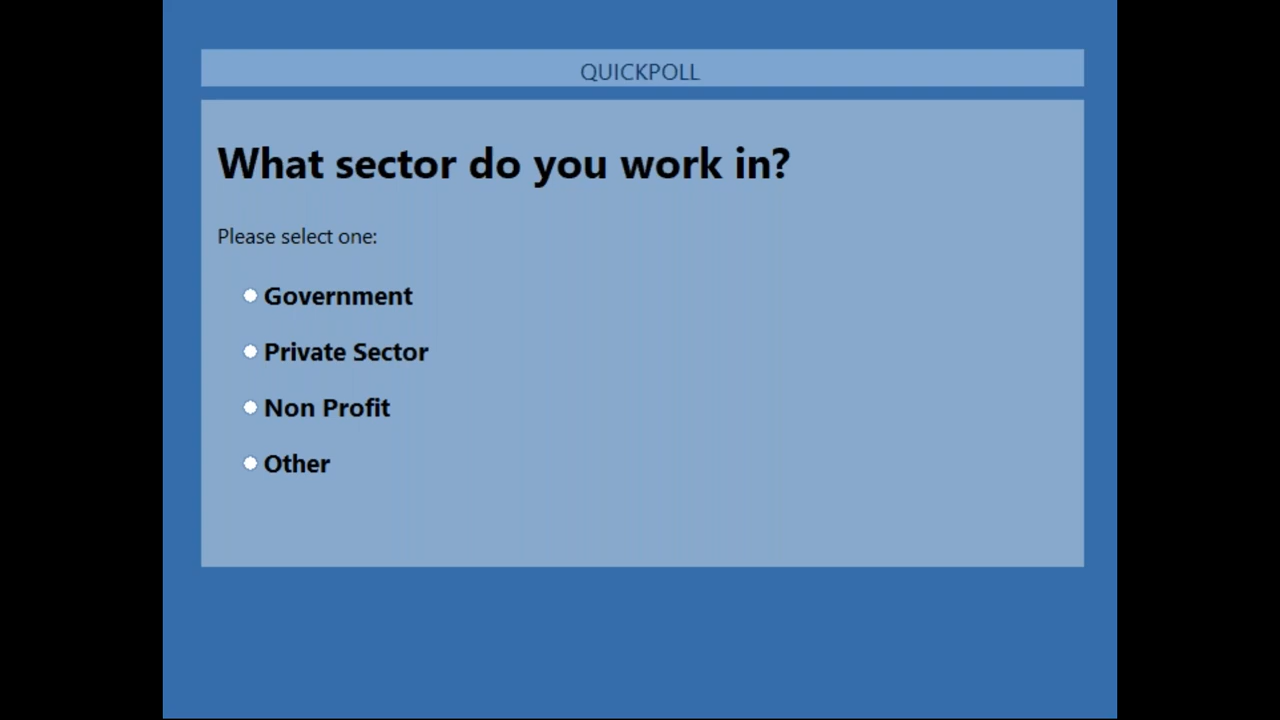 QUICKPOLL
What sector do you work in?
Please select one:
Government
Private Sector
Non Profit
Other